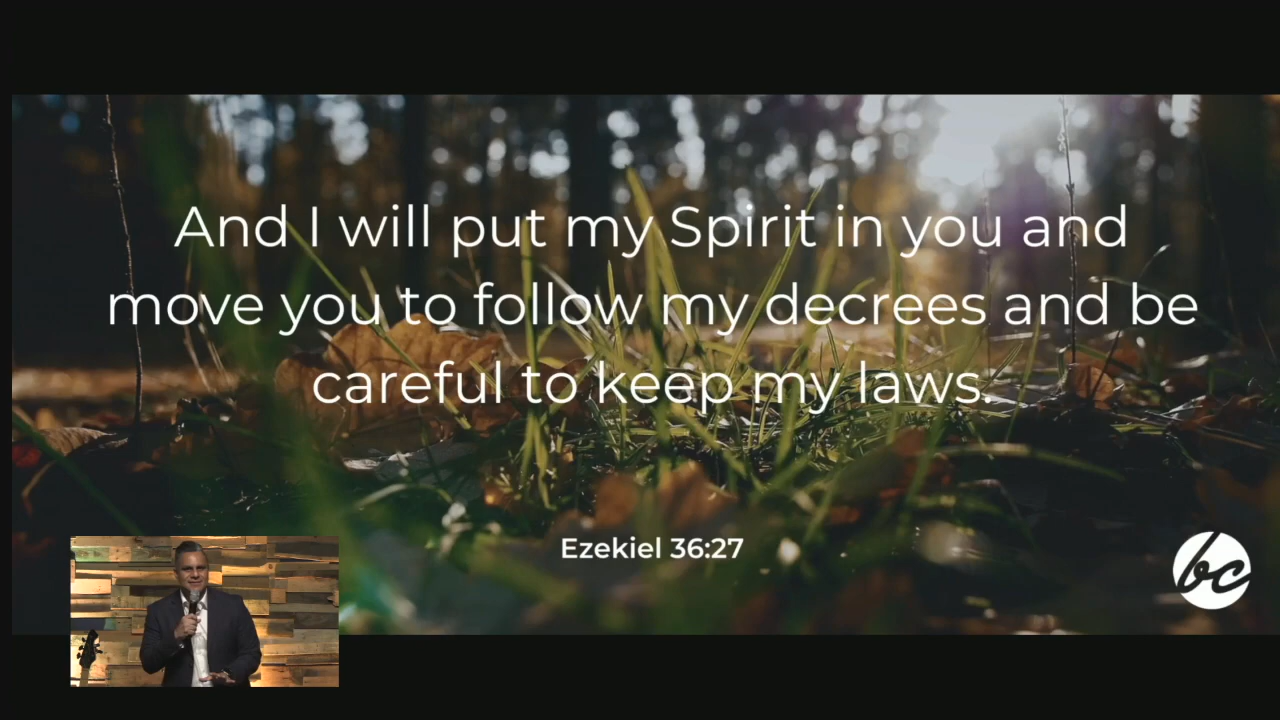 And I will put my Spirit in you and
move you to follow my decrees and be
careful to keep my laws.
Ezekiel 36:27
bc